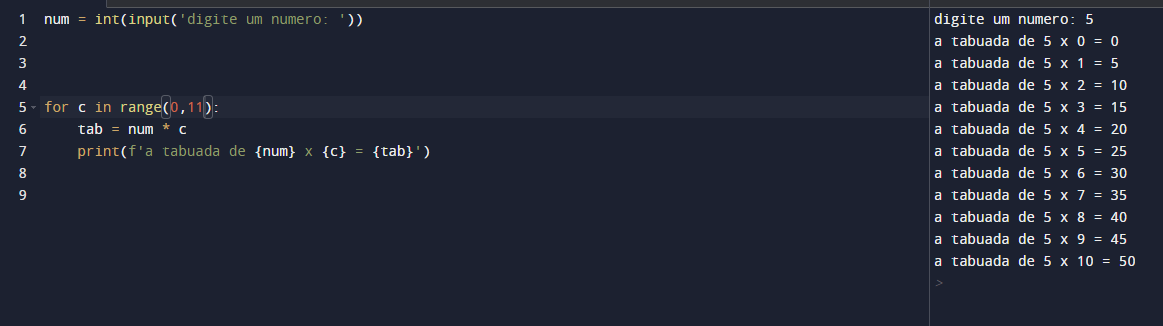 1 num = int(input('digite um numero: '))
2
3
4
5 for c in range(0,11):
6     tab = num * c
7     print(f'a tabuada de {num} x {c} = {tab}')
8
9
digite um numero: 5
a tabuada de 5 x 0 = 0
a tabuada de 5 x 1 = 5
a tabuada de 5 x 2 = 10
a tabuada de 5 x 3 = 15
a tabuada de 5 x 4 = 20
a tabuada de 5 x 5 = 25
a tabuada de 5 x 6 = 30
a tabuada de 5 x 7 = 35
a tabuada de 5 x 8 = 40
a tabuada de 5 x 9 = 45
a tabuada de 5 x 10 = 50
>